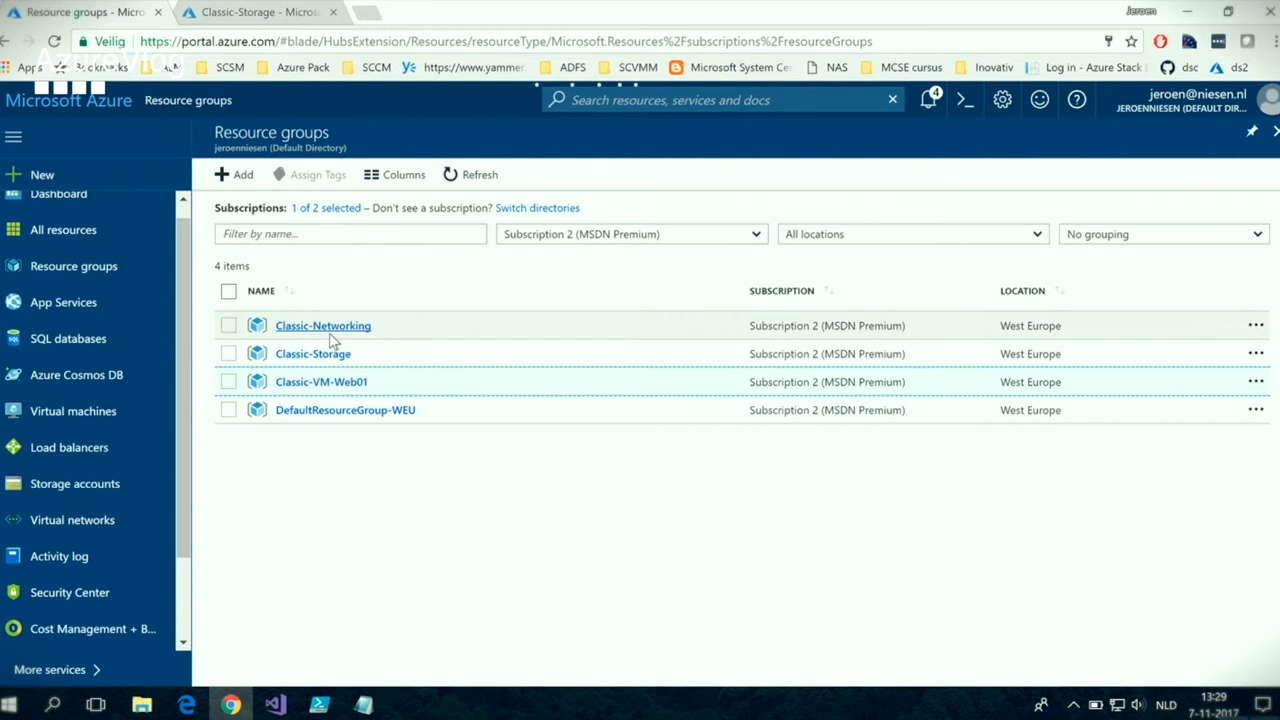 Resource groups - Micro
Classic-Storage - Micros
Jeroen
Veilig
https://portal.azure.com/#blade/HubsExtension/Resources/resourceType/Microsoft.Resources%2Fsubscriptions%2FresourceGroups
Apps
Bookmarks
SCSM
Azure Pack
SCCM
https://www.yammer
ADFS
SCVMM
Microsoft System Cer
NAS
MCSE cursus
Inovativ
Log in - Azure Stack
dsc
ds2
AzureVlog
Microsoft Azure
Resource groups
Search resources, services and docs
4
jeroen@niesen.nl
JEROENNIESEN (DEFAULT DIR...
Resource groups
jeroenniesen (Default Directory)
New
Dashboard
All resources
Resource groups
App Services
SQL databases
Azure Cosmos DB
Virtual machines
Load balancers
Storage accounts
Virtual networks
Activity log
Security Center
Cost Management + B...
More services
Add
Assign Tags
Columns
Refresh
Subscriptions: 1 of 2 selected – Don't see a subscription? Switch directories
Filter by name...
Subscription 2 (MSDN Premium)
All locations
No grouping
4 items
NAME SUBSCRIPTION LOCATION
Classic-Networking Subscription 2 (MSDN Premium) West Europe
Classic-Storage Subscription 2 (MSDN Premium) West Europe
Classic-VM-Web01 Subscription 2 (MSDN Premium) West Europe
DefaultResourceGroup-WEU Subscription 2 (MSDN Premium) West Europe
NLD
13:29
7-11-2017